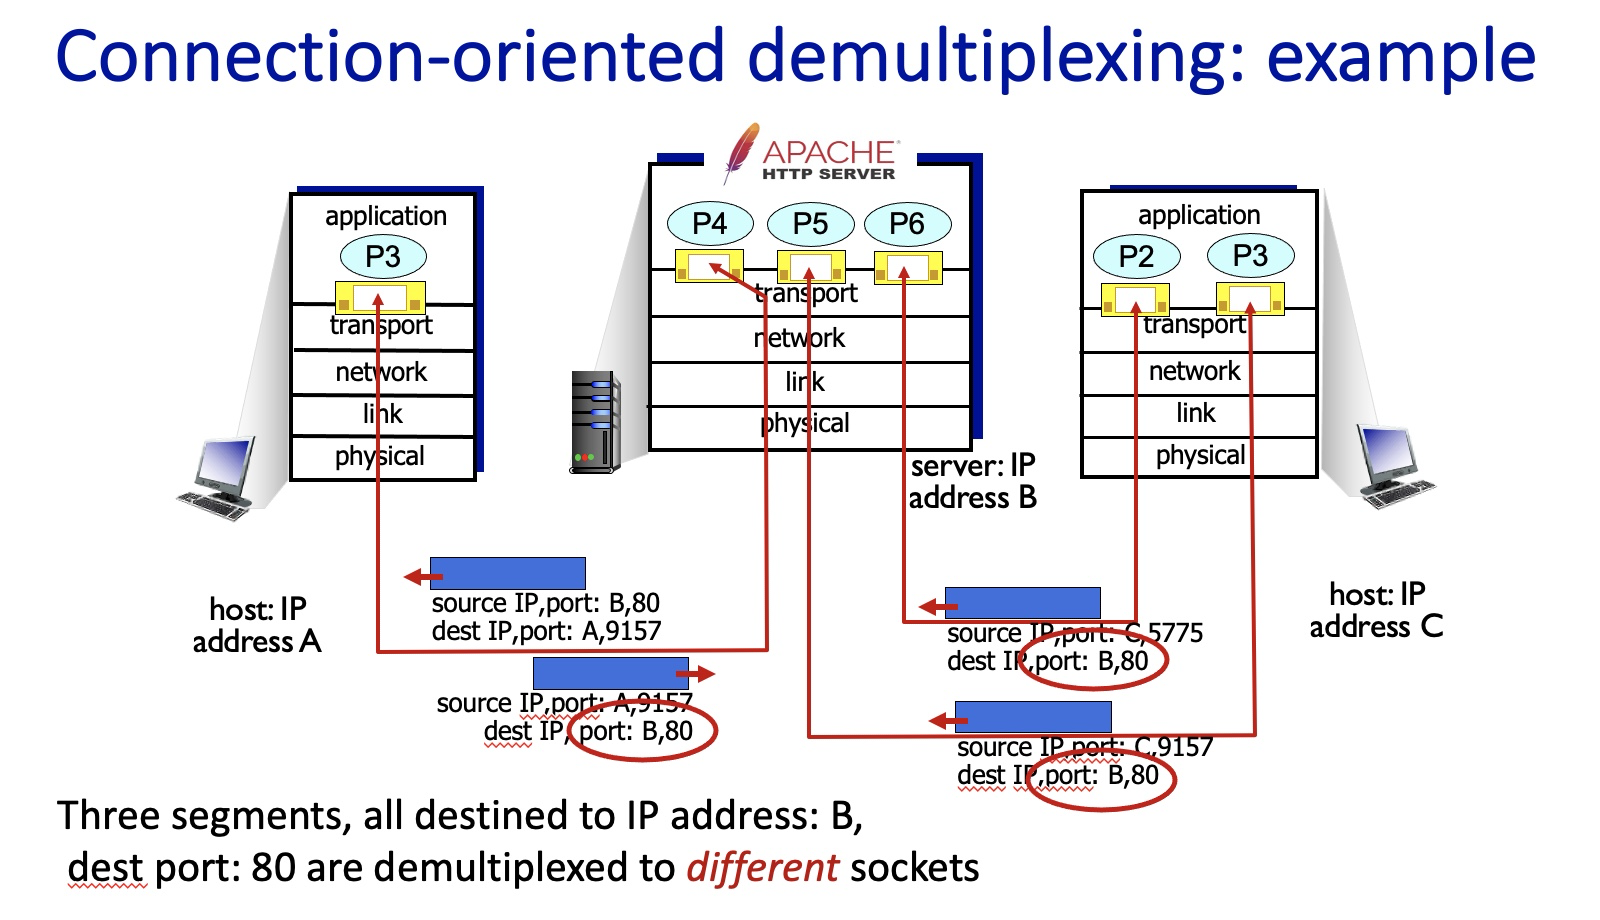 Connection-oriented demultiplexing: example
APACHE®
HTTP SERVER
application
P3
transport
network
link
physical
P4
P5
P6
transport
network
link
physical
application
P2
P3
transport
network
link
physical
server: IP
address B
host: IP
address A
host: IP
address C
source IP,port: B,80
dest IP,port: A,9157
source IP,port: A,9157
dest IP, port: B,80
source IP,port: C,5775
dest IP,port: B,80
source IP,port: C,9157
dest IP,port: B,80
Three segments, all destined to IP address: B,
dest port: 80 are demultiplexed to different sockets